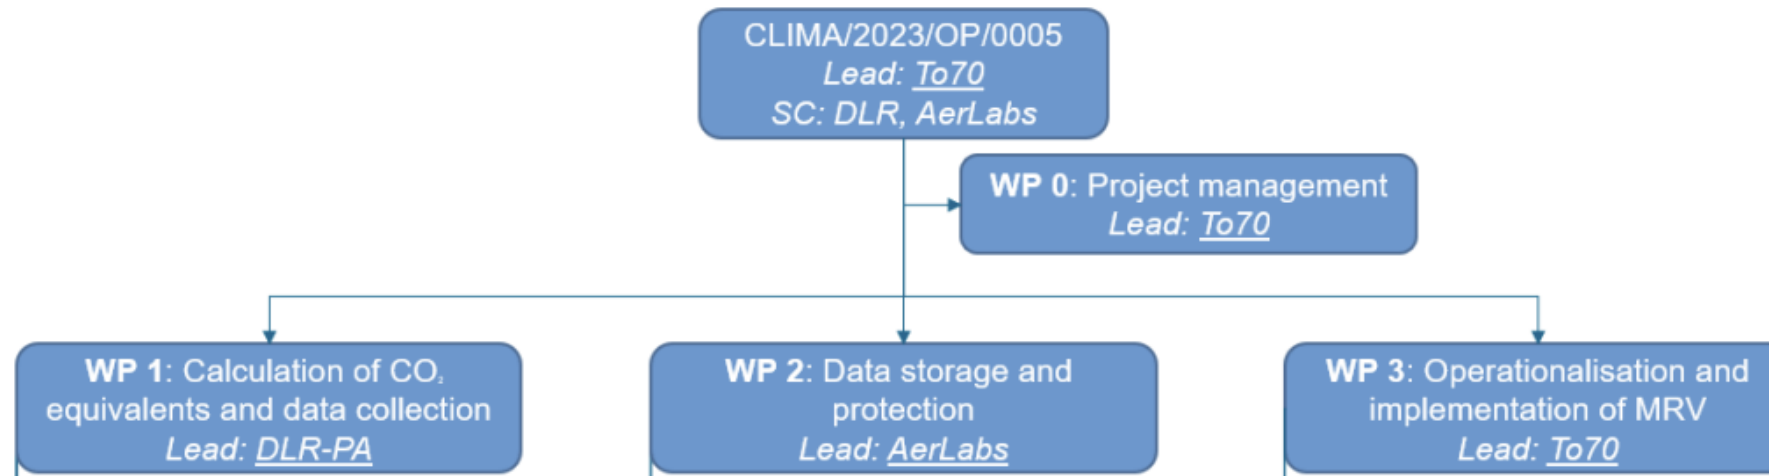 CLIMA/2023/OP/0005
Lead: To70
SC: DLR, AerLabs
WP 0: Project management
Lead: To70
WP 1: Calculation of CO₂
equivalents and data collection
Lead: DLR-PA
WP 2: Data storage and
protection
Lead: AerLabs
WP 3: Operationalisation and
implementation of MRV
Lead: To70